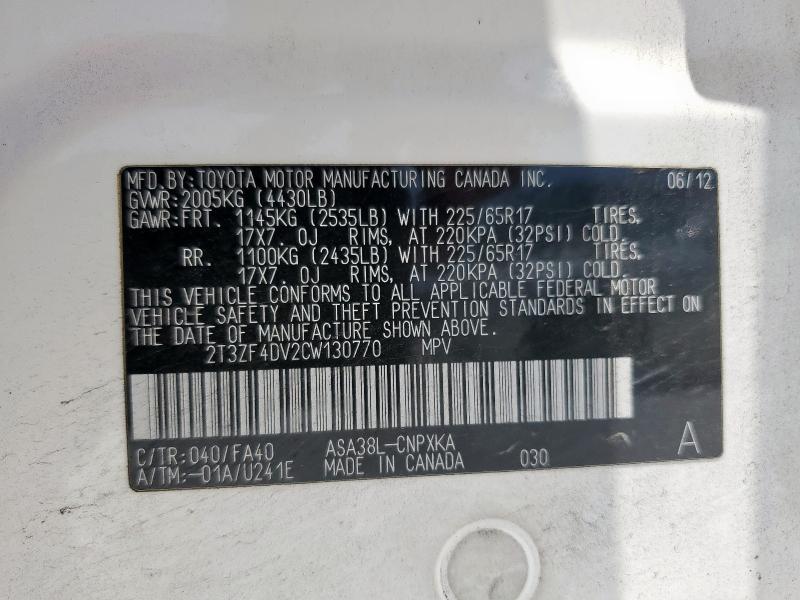 MFD.BY:TOYOTA MOTOR MANUFACTURING CANADA INC. 06/12
GVWR:2005KG (4430LB)
GAWR:FRT. 1145KG (2535LB) WITH 225/65R17 TIRES,
17X7. 0J RIMS, AT 220KPA (32PSI) COLD.
RR. 1100KG (2435LB) WITH 225/65R17 TIRES,
17X7. 0J RIMS, AT 220KPA (32PSI) COLD.
THIS VEHICLE CONFORMS TO ALL APPLICABLE FEDERAL MOTOR
VEHICLE SAFETY AND THEFT PREVENTION STANDARDS IN EFFECT ON
THE DATE OF MANUFACTURE SHOWN ABOVE.
2T3ZF4DV2CW130770 MPV
C/TR:040/FA40 ASA38L-CNPXKA A
A/TM:-01A/U241E MADE IN CANADA 030